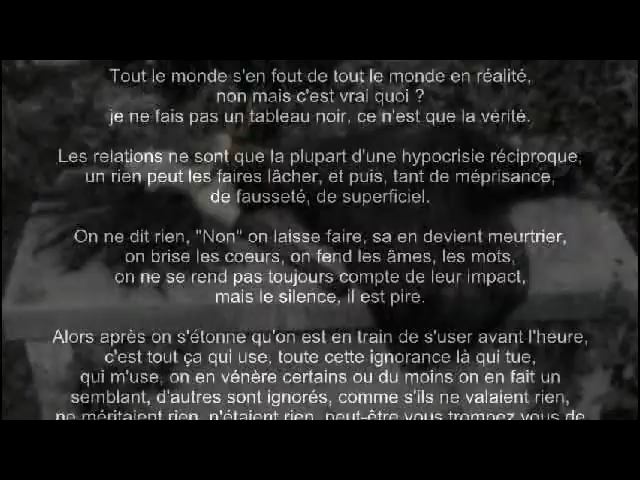 Tout le monde s'en fout de tout le monde en réalité,
non mais c'est vrai quoi ?
je ne fais pas un tableau noir, ce n'est que la vérité.
Les relations ne sont que la plupart d'une hypocrisie réciproque,
un rien peut les faires lâcher, et puis, tant de méprisance,
de fausseté, de superficiel.
On ne dit rien, "Non" on laisse faire, sa en devient meurtrier,
on brise les coeurs, on fend les âmes, les mots,
on ne se rend pas toujours compte de leur impact,
mais le silence, il est pire.
Alors après on s'étonne qu'on est en train de s'user avant l'heure,
c'est tout ça qui use, toute cette ignorance là qui tue,
qui m'use, on en vénère certains ou du moins on en fait un
semblant, d'autres sont ignorés, comme s'ils ne valaient rien,
ne méritaient rien, n'étaient rien, peut-être vous trompez vous de